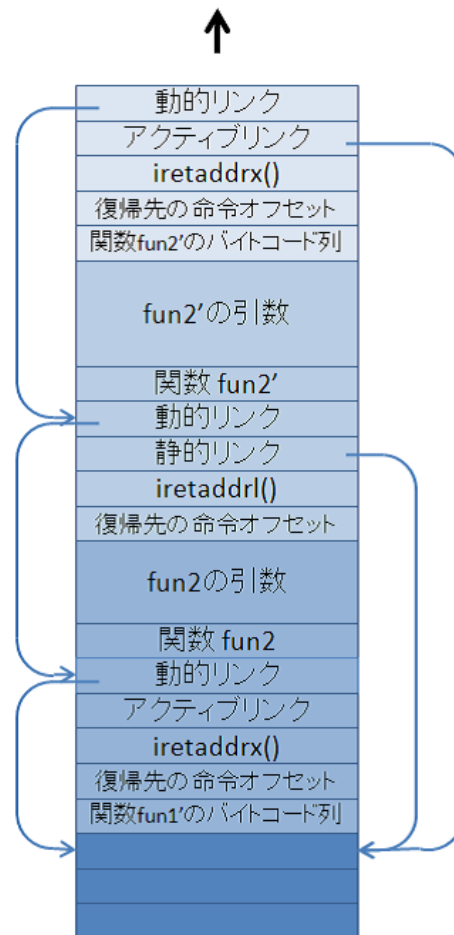 動的リンク
アクティブリンク
iretaddrx()
復帰先の命令オフセット
関数fun2’のバイトコード列
fun2’の引数
関数 fun2’
動的リンク
静的リンク
iretaddrl()
復帰先の命令オフセット
fun2の引数
関数 fun2
動的リンク
アクティブリンク
iretaddrx()
復帰先の命令オフセット
関数fun1’のバイトコード列